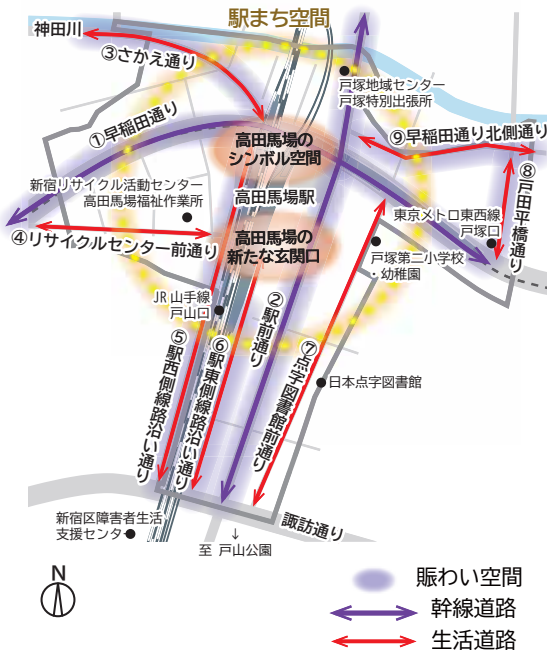 駅まち空間
神田川
③さかえ通り
戸塚地域センター
戸塚特別出張所
①早稲田通り
⑨早稲田通り北側通り
高田馬場の
シンボル空間
⑧戸田平橋通り
新宿リサイクル活動センター
高田馬場福祉作業所
高田馬場駅
東京メトロ東西線
戸塚口
④リサイクルセンター前通り
高田馬場の
新たな玄関口
戸塚第二小学校
・幼稚園
JR 山手線
戸山口
②駅前通り
⑦点字図書館前通り
⑤駅西側線路沿い通り
⑥駅東側線路沿い通り
日本点字図書館
新宿区障害者生活
支援センター
諏訪通り
↓
至 戸山公園
N
賑わい空間
幹線道路
生活道路